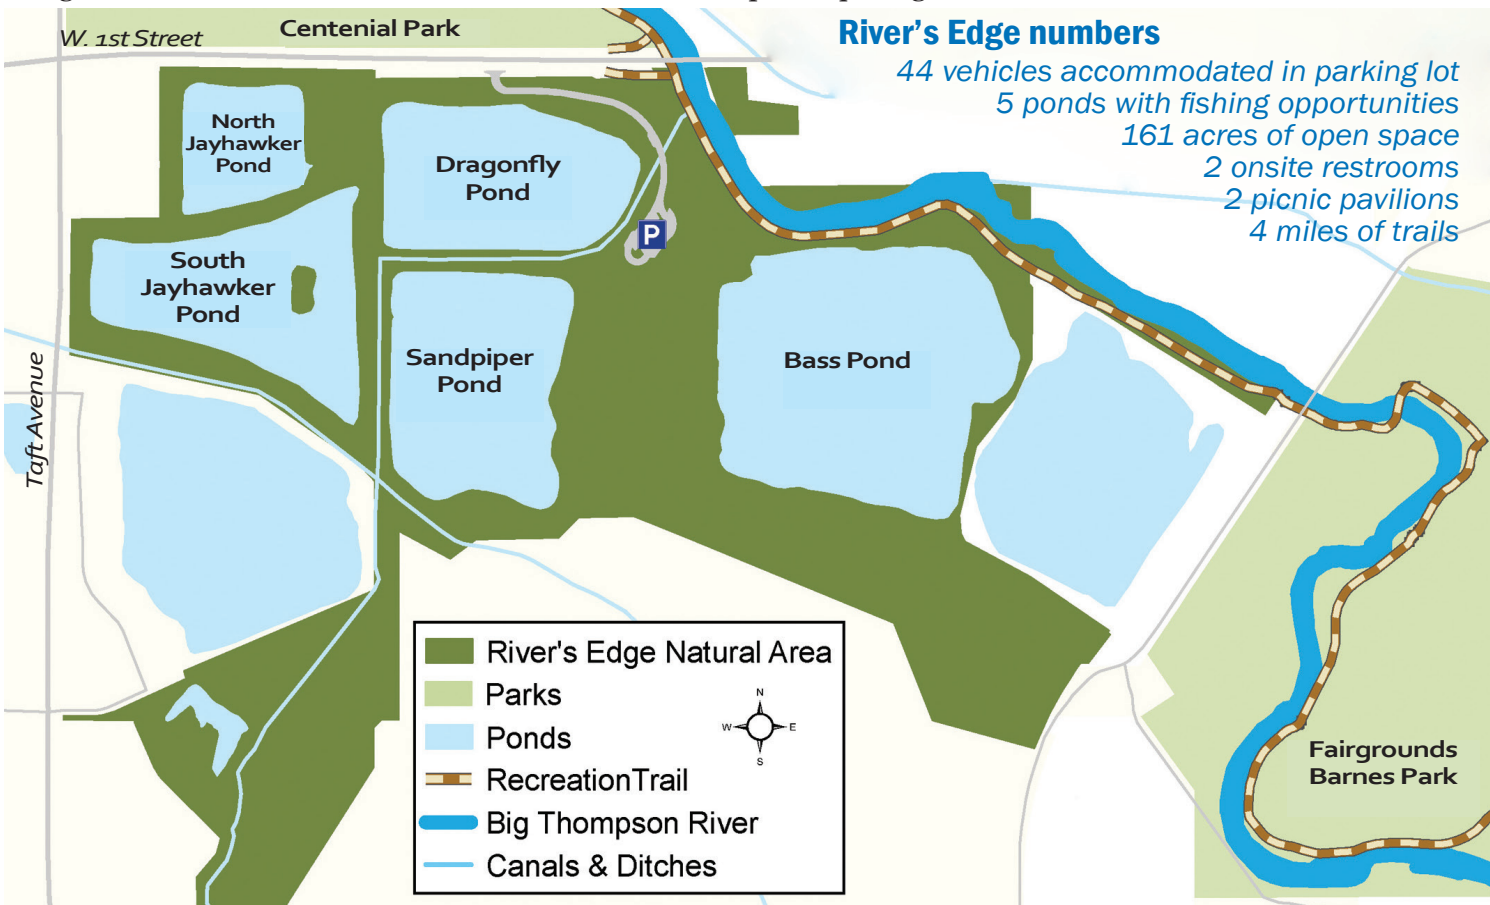 Centenial Park
W. 1st Street
River's Edge numbers
44 vehicles accommodated in parking lot
5 ponds with fishing opportunities
161 acres of open space
2 onsite restrooms
2 picnic pavilions
4 miles of trails
North
Jayhawker
Pond
Dragonfly
Pond
P
South
Jayhawker
Pond
Sandpiper
Pond
Bass Pond
Taft Avenue
River's Edge Natural Area
Parks
Ponds
RecreationTrail
Big Thompson River
Canals & Ditches
N
W
E
S
Fairgrounds
Barnes Park